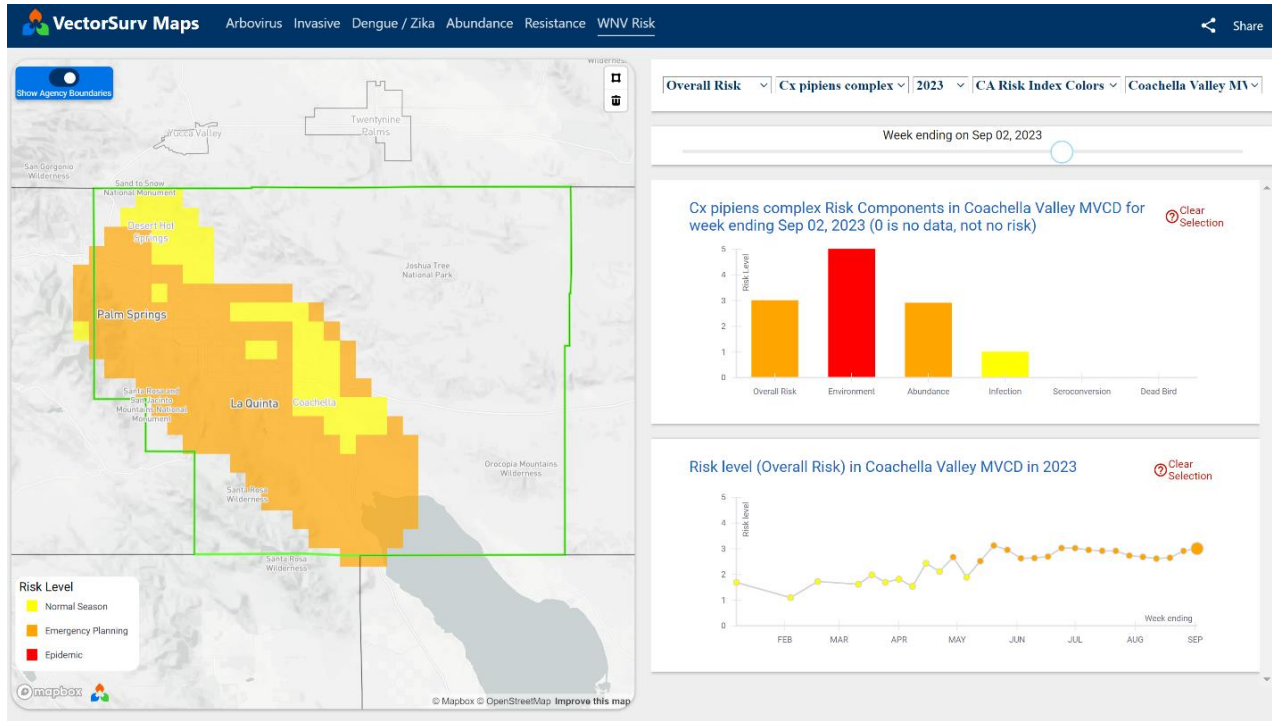 VectorSurv Maps
Arbovirus Invasive Dengue / Zika Abundance Resistance WNV Risk
Share
Show Agency Boundaries
Yucca Valley
Twentynine
Palms
San Gorgonio
Wilderness
Sand to Snow
National Monument
Desert Hot
Springs
Joshua Tree
National Park
Palm Springs
Santa Rosa and
San Jacinto
Mountains National
Monument
La Quinta
Coachella
Orocopia Mountains
Wilderness
Santa Rosa
Wilderness
Santa Rosa
Wilderness
Risk Level
Normal Season
Emergency Planning
Epidemic
mapbox
© Mapbox © OpenStreetMap Improve this map
Overall Risk
Cx pipiens complex
2023
CA Risk Index Colors
Coachella Valley
Week ending on Sep 02, 2023
Cx pipiens complex Risk Components in Coachella Valley MVCD for
week ending Sep 02, 2023 (0 is no data, not no risk)
Clear
Selection
Risk Level
5
4
3
2
1
0
Overall Risk Environment Abundance Infection Seroconversion Dead Bird
Risk level (Overall Risk) in Coachella Valley MVCD in 2023
Clear
Selection
Risk level
5
4
3
2
1
0
Week ending
FEB MAR APR MAY JUN JUL AUG SEP